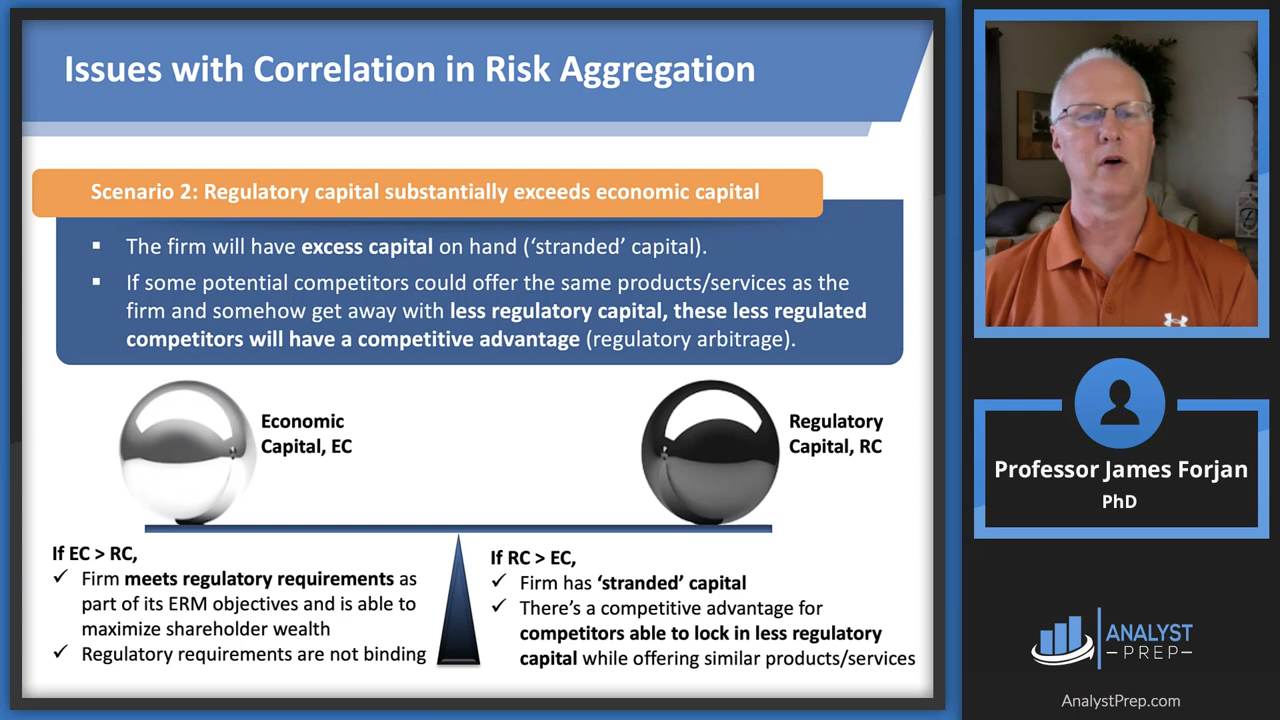 Issues with Correlation in Risk Aggregation
Scenario 2: Regulatory capital substantially exceeds economic capital
▪ The firm will have excess capital on hand (‘stranded’ capital).
▪ If some potential competitors could offer the same products/services as the
firm and somehow get away with less regulatory capital, these less regulated
competitors will have a competitive advantage (regulatory arbitrage).
Economic
Capital, EC
Regulatory
Capital, RC
If EC > RC,
✓ Firm meets regulatory requirements as
part of its ERM objectives and is able to
maximize shareholder wealth
✓ Regulatory requirements are not binding
If RC > EC,
✓ Firm has ‘stranded’ capital
✓ There’s a competitive advantage for
competitors able to lock in less regulatory
capital while offering similar products/services
Professor James Forjan
PhD
ANALYST
—PREP—
AnalystPrep.com